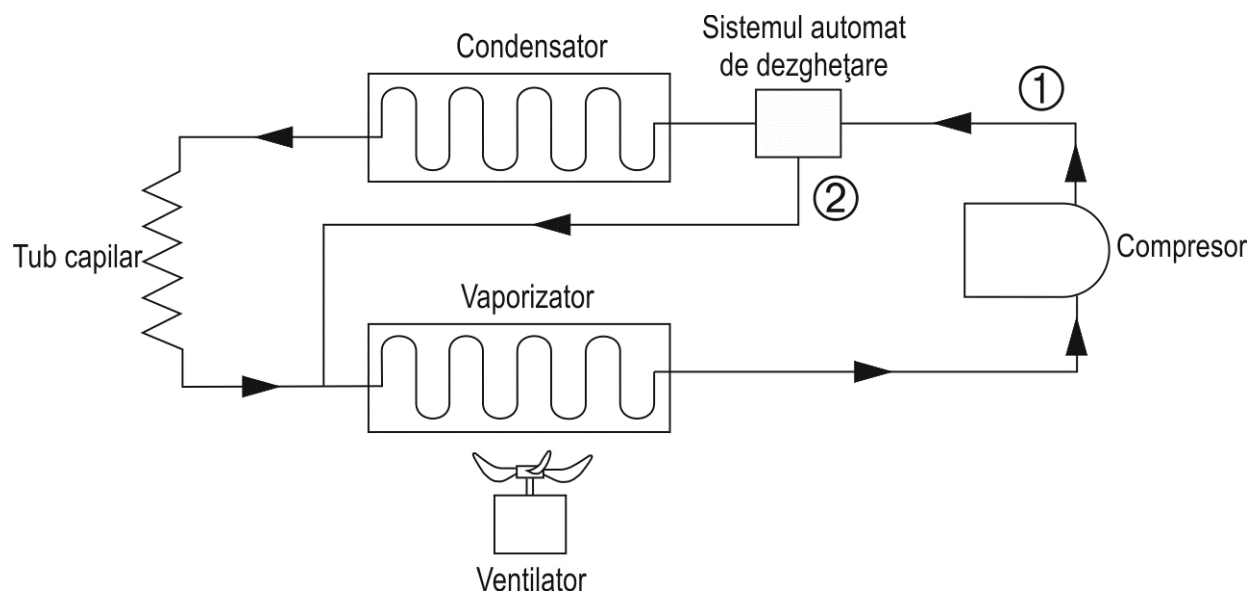 Sistemul automat
de dezgheţare
Condensator
①
②
Tub capilar
Compresor
Vaporizator
Ventilator